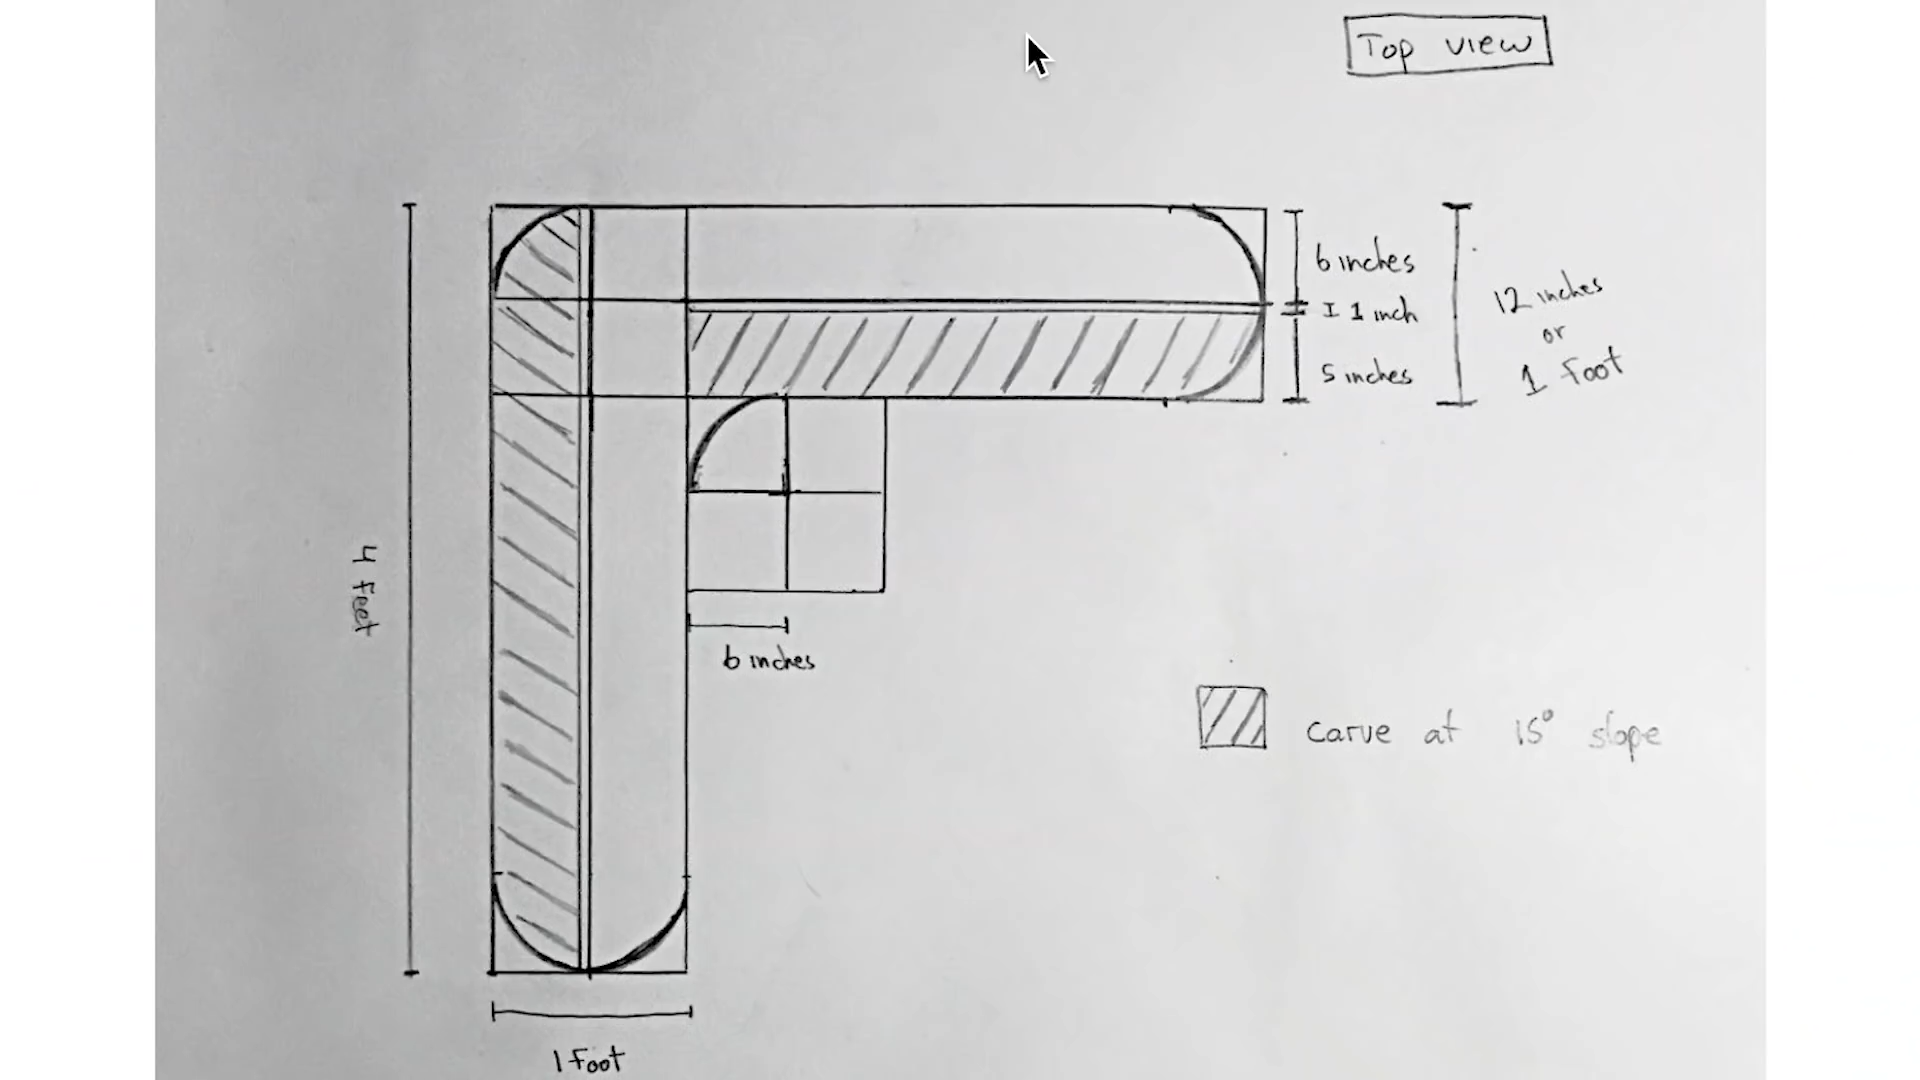 Top view
6 inches
I 1 inch
5 inches
12 inches
or
1 foot
4 feet
6 inches
carve at 15° slope
1 foot